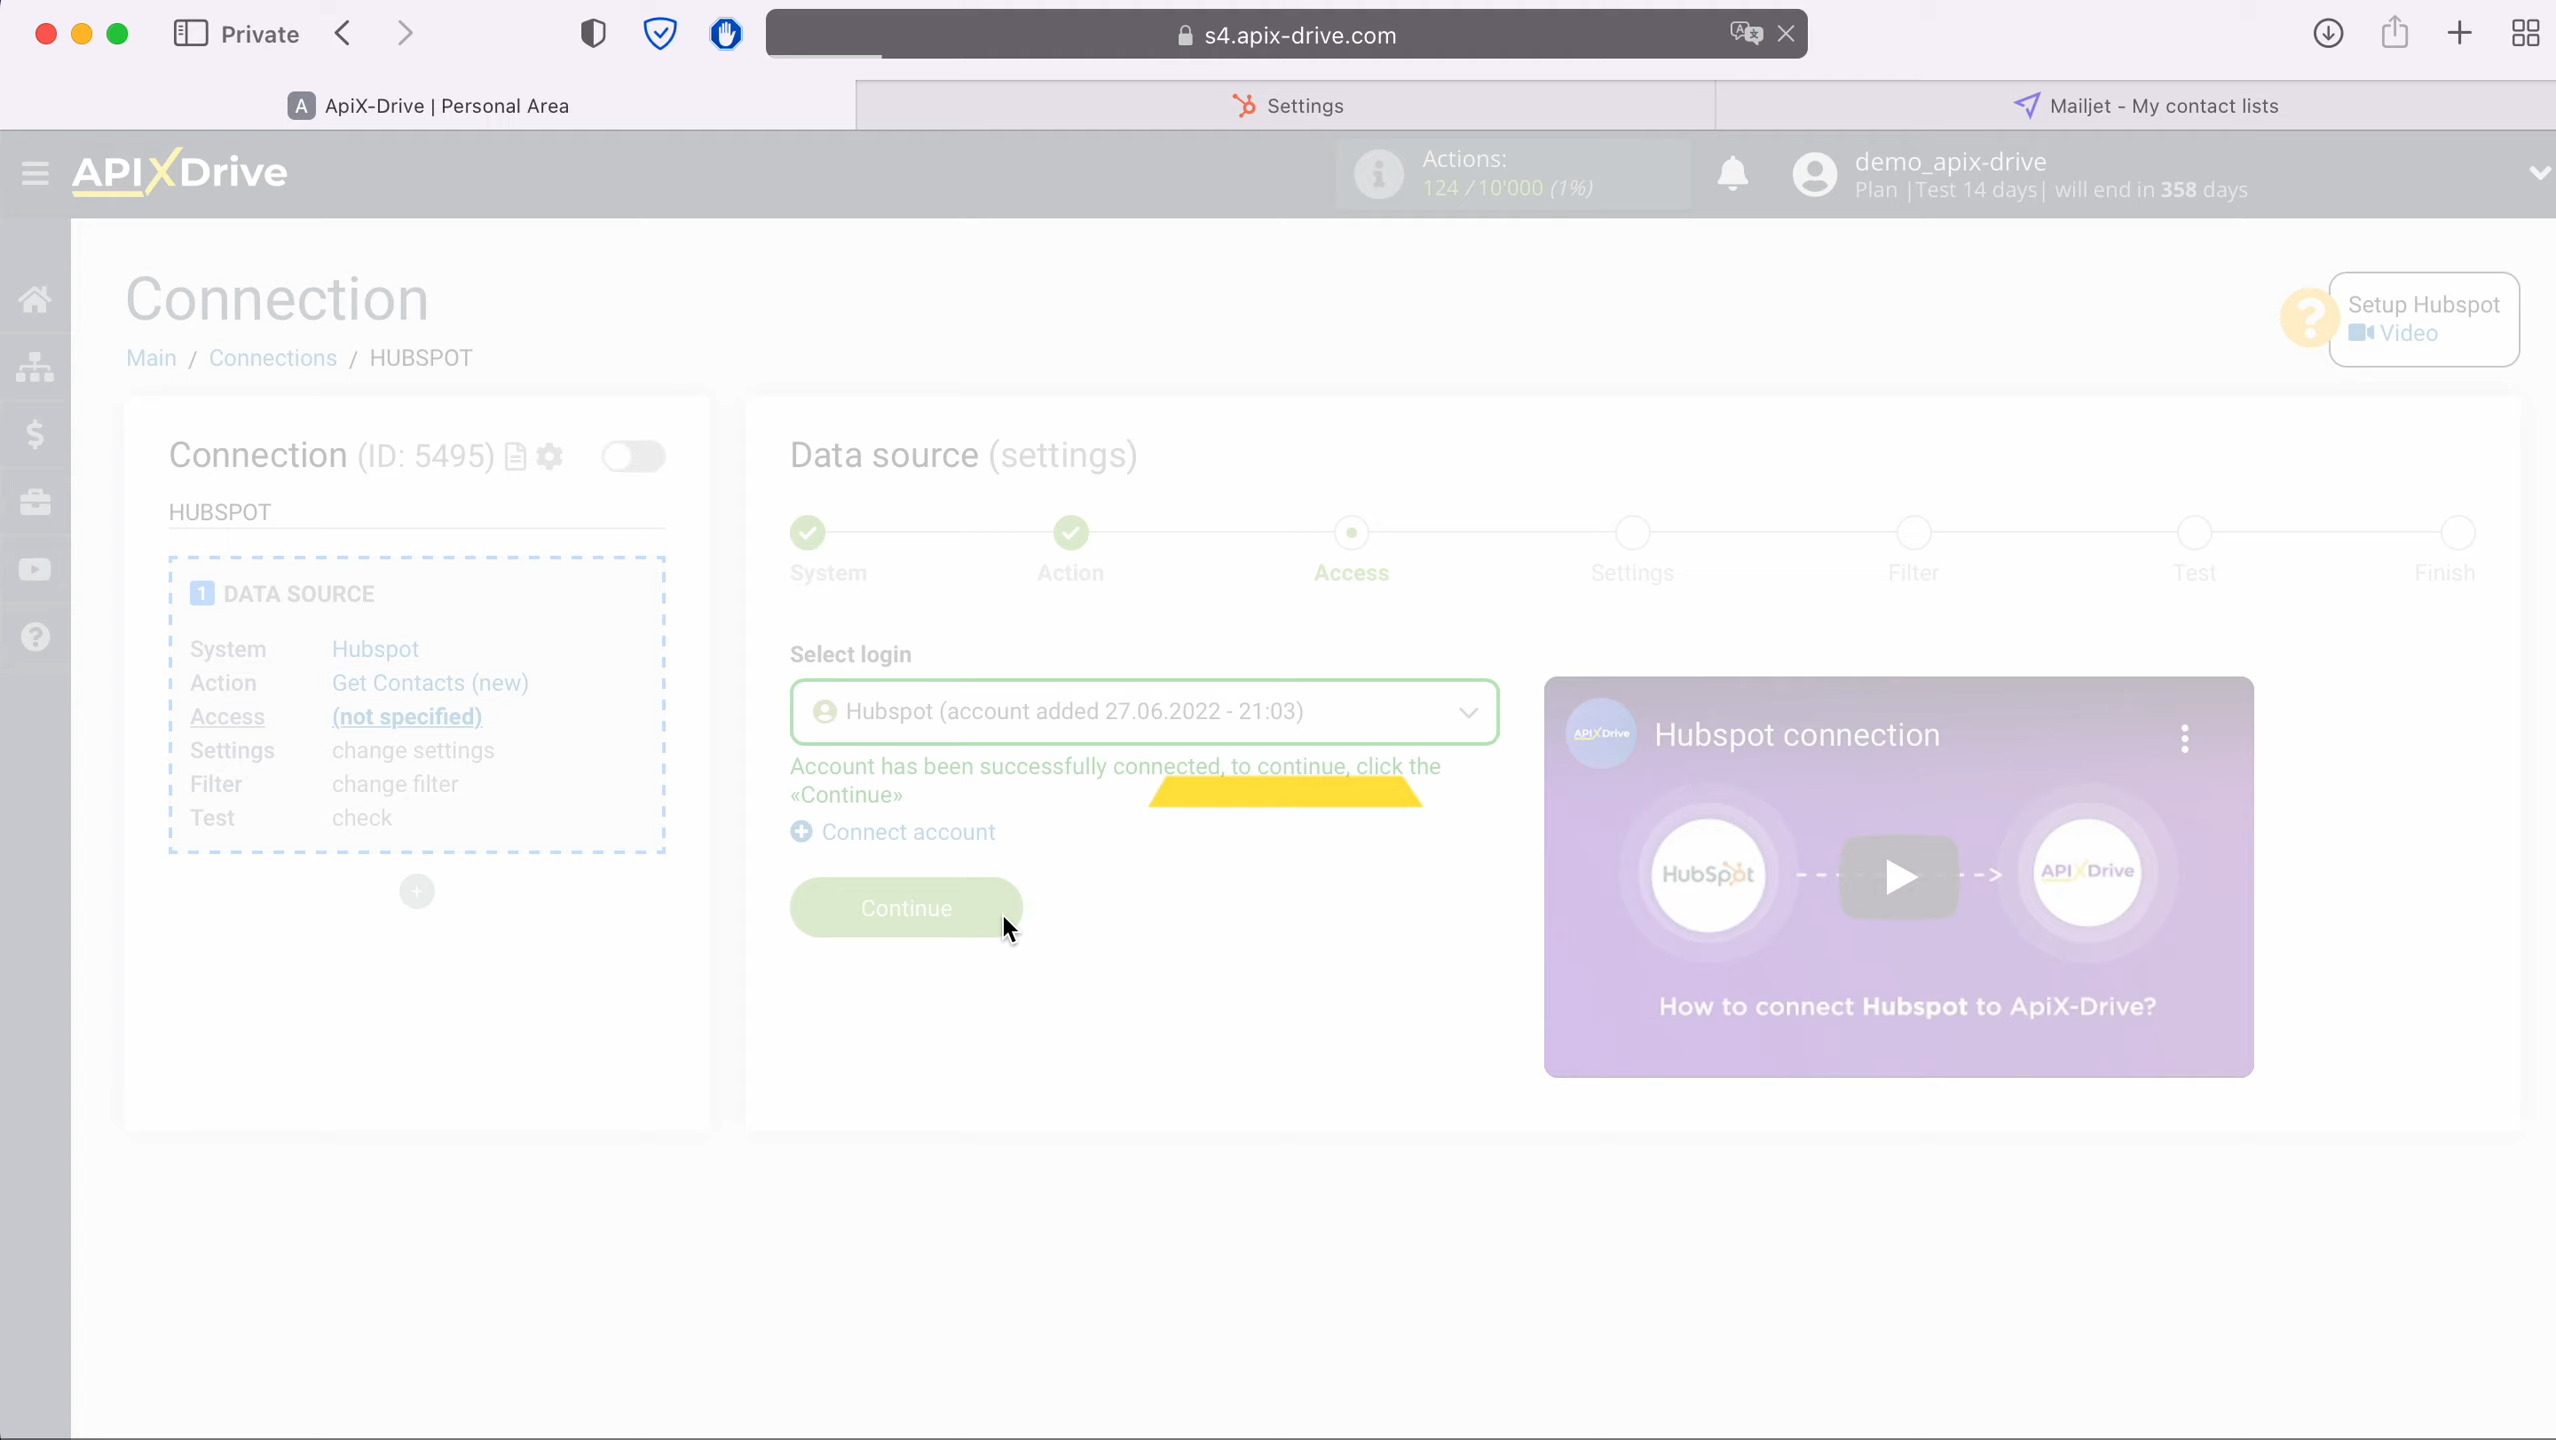 Private
s4.apix-drive.com
A ApiX-Drive | Personal Area
Settings
Mailjet - My contact lists
APIXDrive
Actions:
124 / 10'000 (1%)
demo_apix-drive
Plan |Test 14 days| will end in 358 days
Connection
Main / Connections / HUBSPOT
Setup Hubspot
Video
Connection (ID: 5495)
HUBSPOT
1 DATA SOURCE
System Hubspot
Action Get Contacts (new)
Access (not specified)
Settings change settings
Filter change filter
Test check
Data source (settings)
System
Action
Access
Settings
Filter
Test
Finish
Select login
Hubspot (account added 27.06.2022 - 21:03)
Account has been successfully connected, to continue, click the
«Continue»
Connect account
Continue
APIXDrive
Hubspot connection
HubSpot
APIXDrive
How to connect Hubspot to ApiX-Drive?